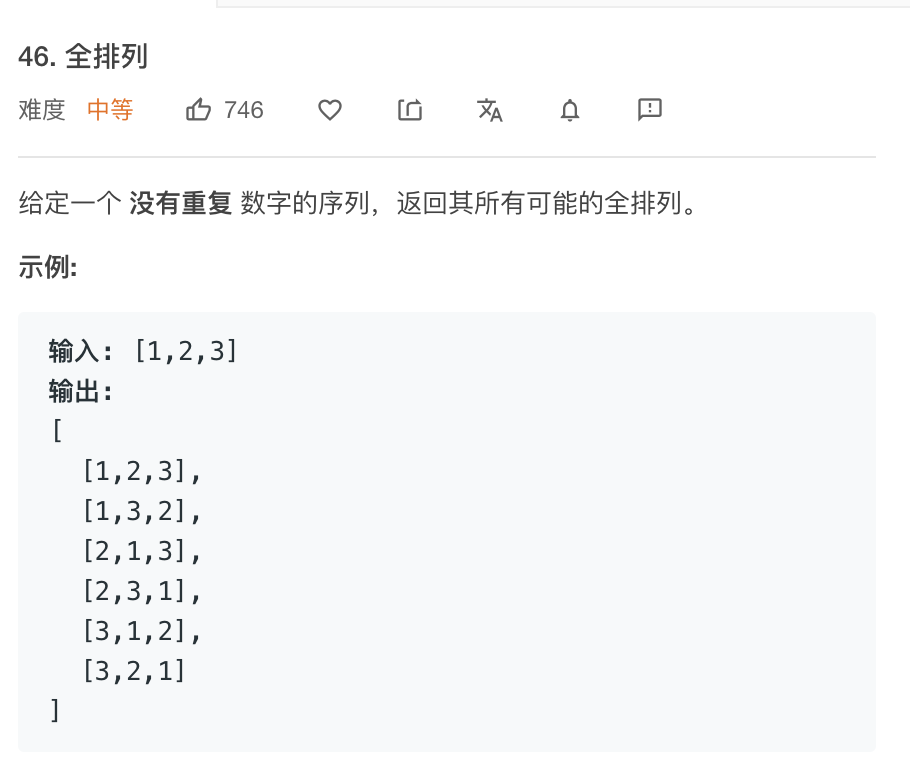 46. 全排列
难度 中等 746
给定一个 没有重复 数字的序列，返回其所有可能的全排列。
示例:
输入: [1,2,3]
输出:
[
[1,2,3],
[1,3,2],
[2,1,3],
[2,3,1],
[3,1,2],
[3,2,1]
]